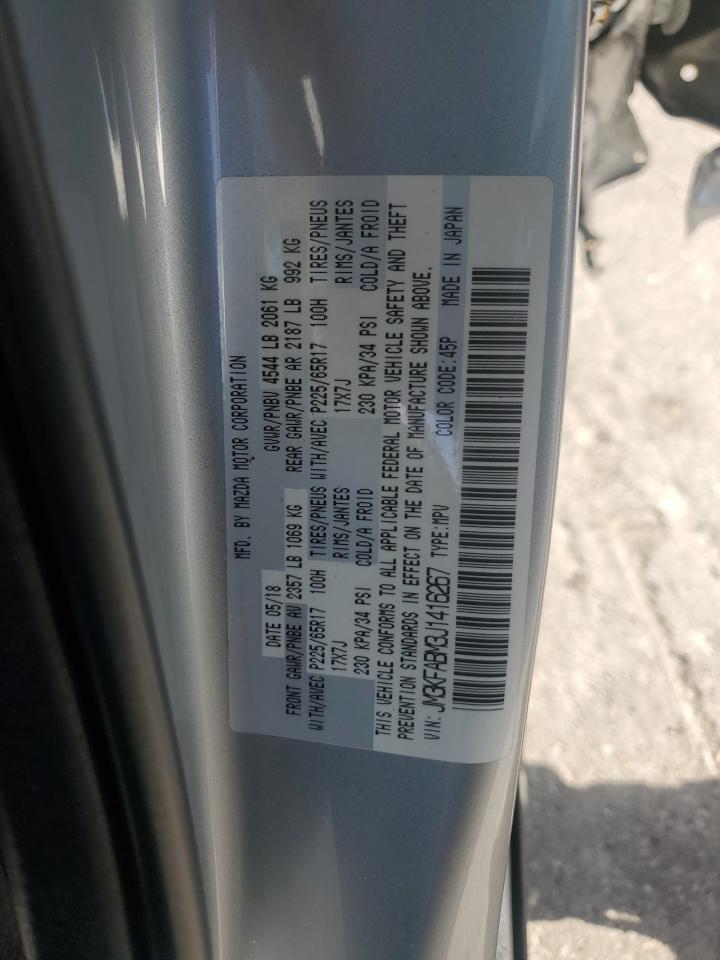 MFD. BY MAZDA MOTOR CORPORATION
DATE 05/18 GVWR/PNBV 4544 LB 2061 KG
FRONT GAWR/PNBE AV 2357 LB 1069 KG REAR GAWR/PNBE AR 2187 LB 992 KG
WITH/AVEC P225/65R17 100H TIRES/PNEUS WITH/AVEC P225/65R17 100H TIRES/PNEUS
17X7J RIMS/JANTES 17X7J RIMS/JANTES
230 KPA/34 PSI COLD/A FROID 230 KPA/34 PSI COLD/A FROID
THIS VEHICLE CONFORMS TO ALL APPLICABLE FEDERAL MOTOR VEHICLE SAFETY AND THEFT
PREVENTION STANDARDS IN EFFECT ON THE DATE OF MANUFACTURE SHOWN ABOVE.
VIN: JM3KFABM3J1416267 TYPE:MPV COLOR CODE:45P MADE IN JAPAN